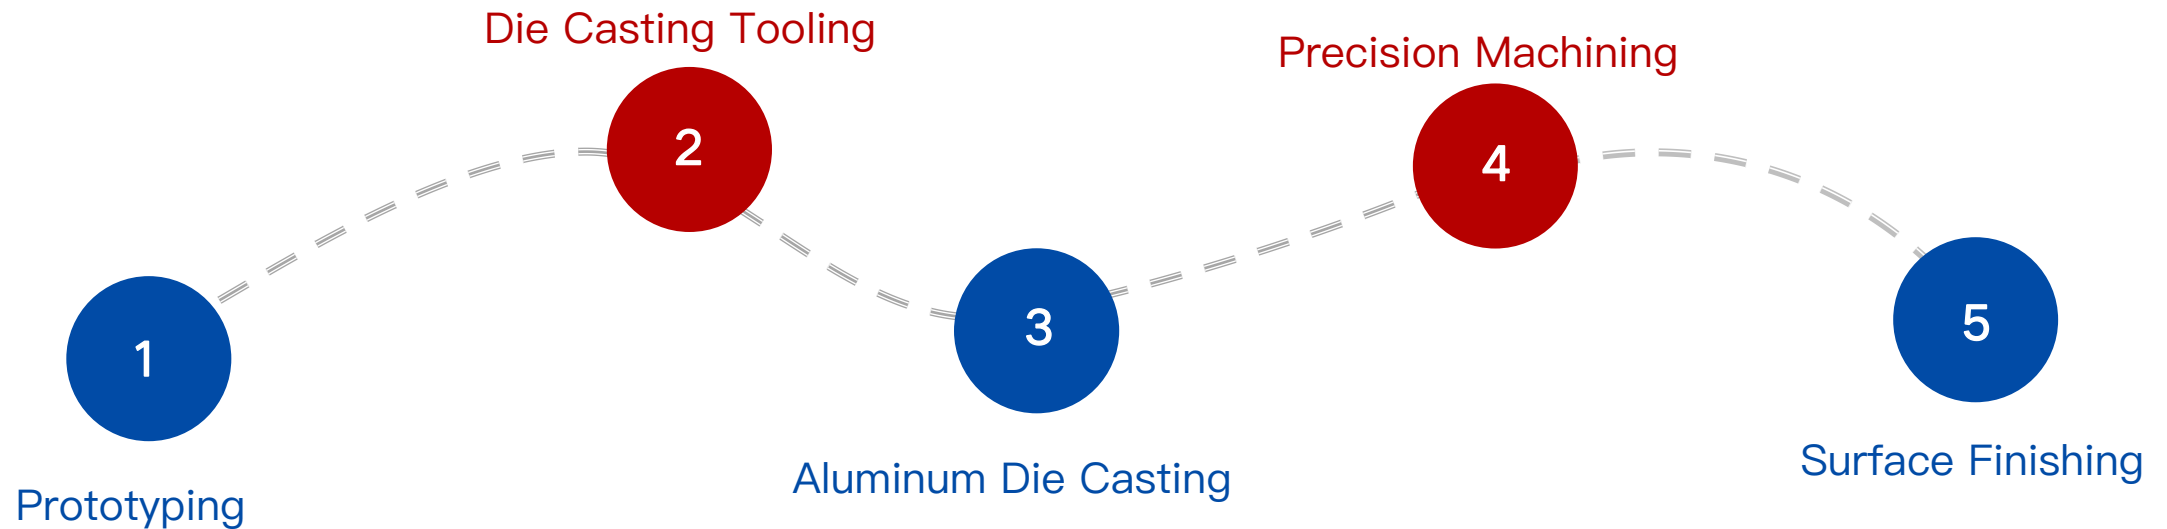 1
Prototyping
Die Casting Tooling
2
3
Aluminum Die Casting
Precision Machining
4
5
Surface Finishing